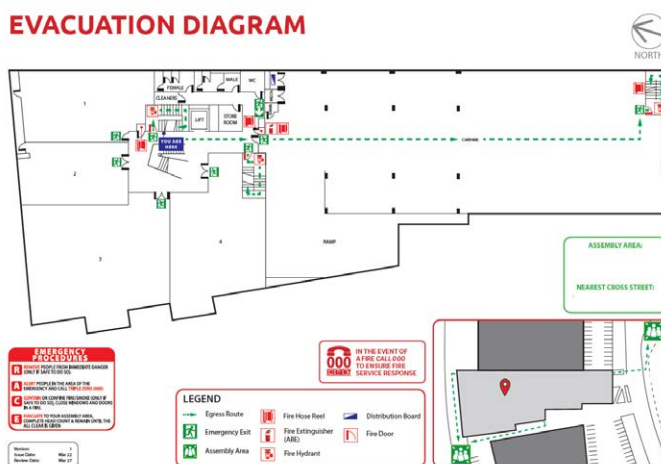 EVACUATION DIAGRAM
NORTH
1
FEMALE
MALE
WC
CLEANERS
LIFT
STORE
ROOM
YOU ARE
HERE
CARPARK
2
3
4
RAMP
ASSEMBLY AREA:
NEAREST CROSS STREET:
EMERGENCY
PROCEDURES
R REMOVE PEOPLE FROM IMMEDIATE DANGER
(ONLY IF SAFE TO DO SO).
A ALERT PEOPLE IN THE AREA OF THE
EMERGENCY AND CALL TRIPLE ZERO (000)
C CONTAIN OR CONFINE FIRE/SMOKE (ONLY IF
SAFE TO DO SO), CLOSE WINDOWS AND DOORS
IN A FIRE.
E EVACUATE TO YOUR ASSEMBLY AREA,
COMPLETE HEAD COUNT & REMAIN UNTIL THE
ALL CLEAR IS GIVEN
000
IN THE EVENT OF
A FIRE CALL 000
TO ENSURE FIRE
SERVICE RESPONSE
LEGEND
Egress Route
Fire Hose Reel
Distribution Board
Emergency Exit
Fire Extinguisher
(ABE)
Fire Door
Assembly Area
Fire Hydrant
Version: 1
Issue Date: Mar 22
Review Date: Mar 27